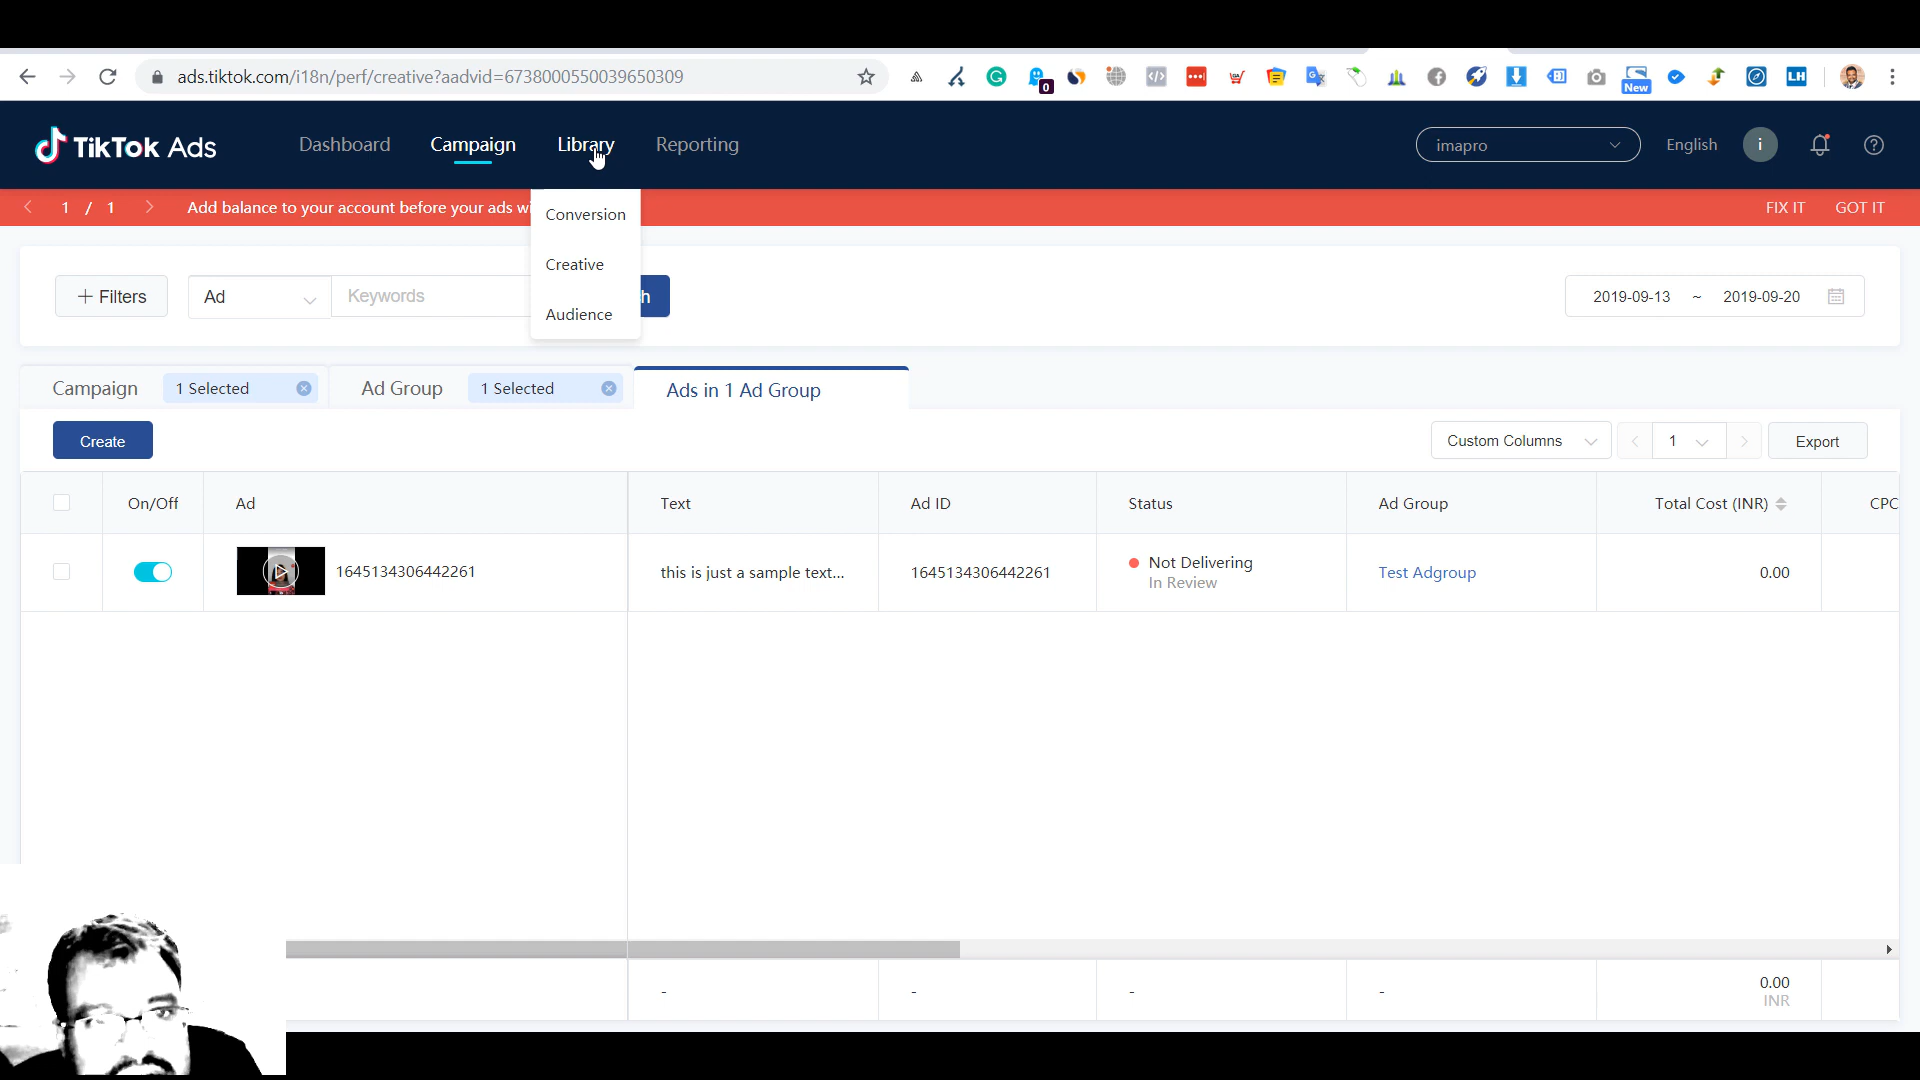 ads.tiktok.com/i18n/perf/creative?aadvid=6738000550039650309
0
New
LH
TikTok Ads
Dashboard
Campaign
Library
Reporting
imapro
English
i
1 / 1
Add balance to your account before your ads wi
FIX IT
GOT IT
Conversion
Creative
Audience
+ Filters
Ad
Keywords
h
2019-09-13 ~ 2019-09-20
Campaign
1 Selected
Ad Group
1 Selected
Ads in 1 Ad Group
Create
Custom Columns
1
Export
On/Off
Ad
Text
Ad ID
Status
Ad Group
Total Cost (INR)
CPC
1645134306442261
this is just a sample text...
1645134306442261
Not Delivering
In Review
Test Adgroup
0.00
-
-
-
-
0.00
INR